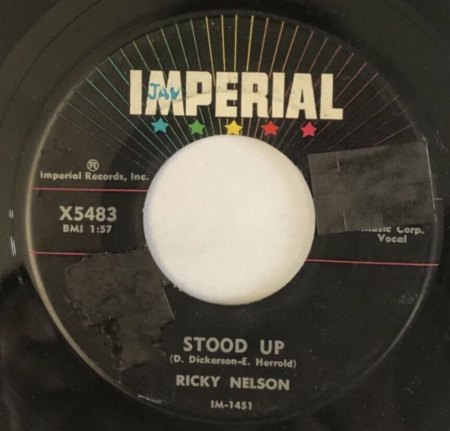 IMPERIAL
JAN
®
Imperial Records, Inc.
X5483
BMI 1:57
Music Corp.
Vocal
STOOD UP
(D. Dickerson-E. Herrold)
RICKY NELSON
IM-1451